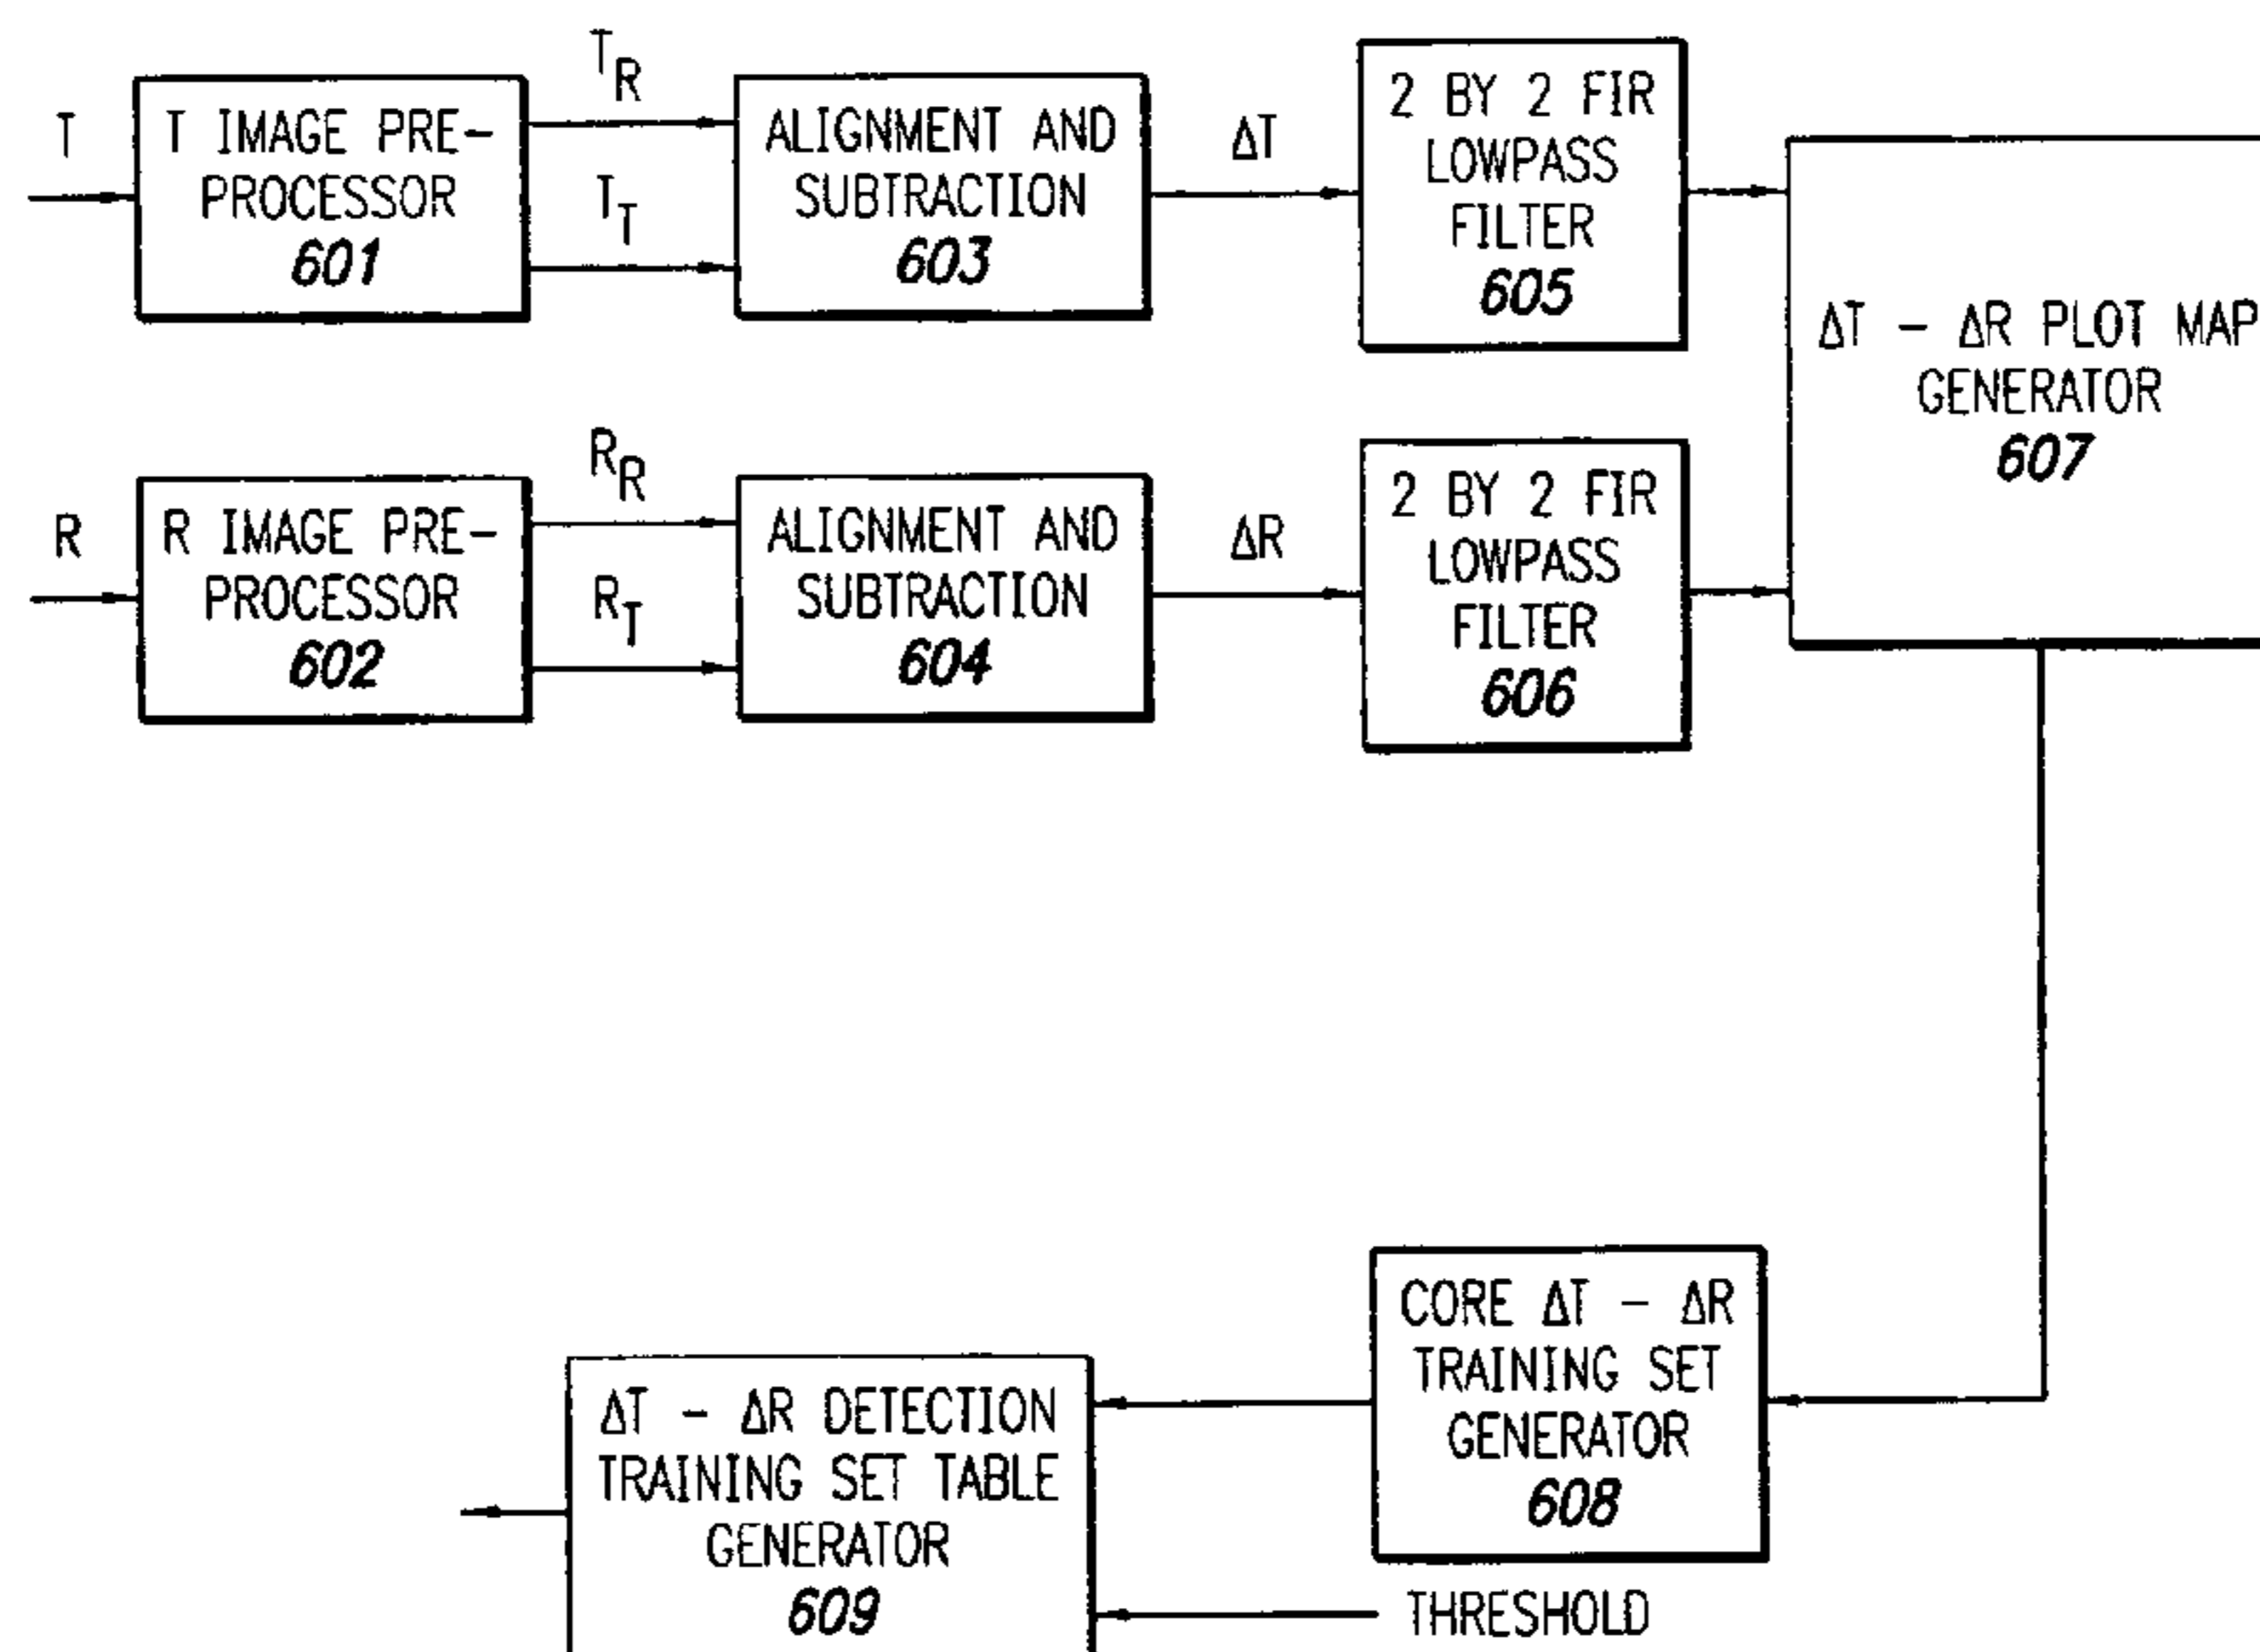 T
T IMAGE PRE-
PROCESSOR
601
T_R
T_T
ALIGNMENT AND
SUBTRACTION
603
ΔT
2 BY 2 FIR
LOWPASS
FILTER
605
ΔT - ΔR PLOT MAP
GENERATOR
607
R
R IMAGE PRE-
PROCESSOR
602
R_R
R_T
ALIGNMENT AND
SUBTRACTION
604
ΔR
2 BY 2 FIR
LOWPASS
FILTER
606
CORE ΔT - ΔR
TRAINING SET
GENERATOR
608
ΔT - ΔR DETECTION
TRAINING SET TABLE
GENERATOR
609
THRESHOLD